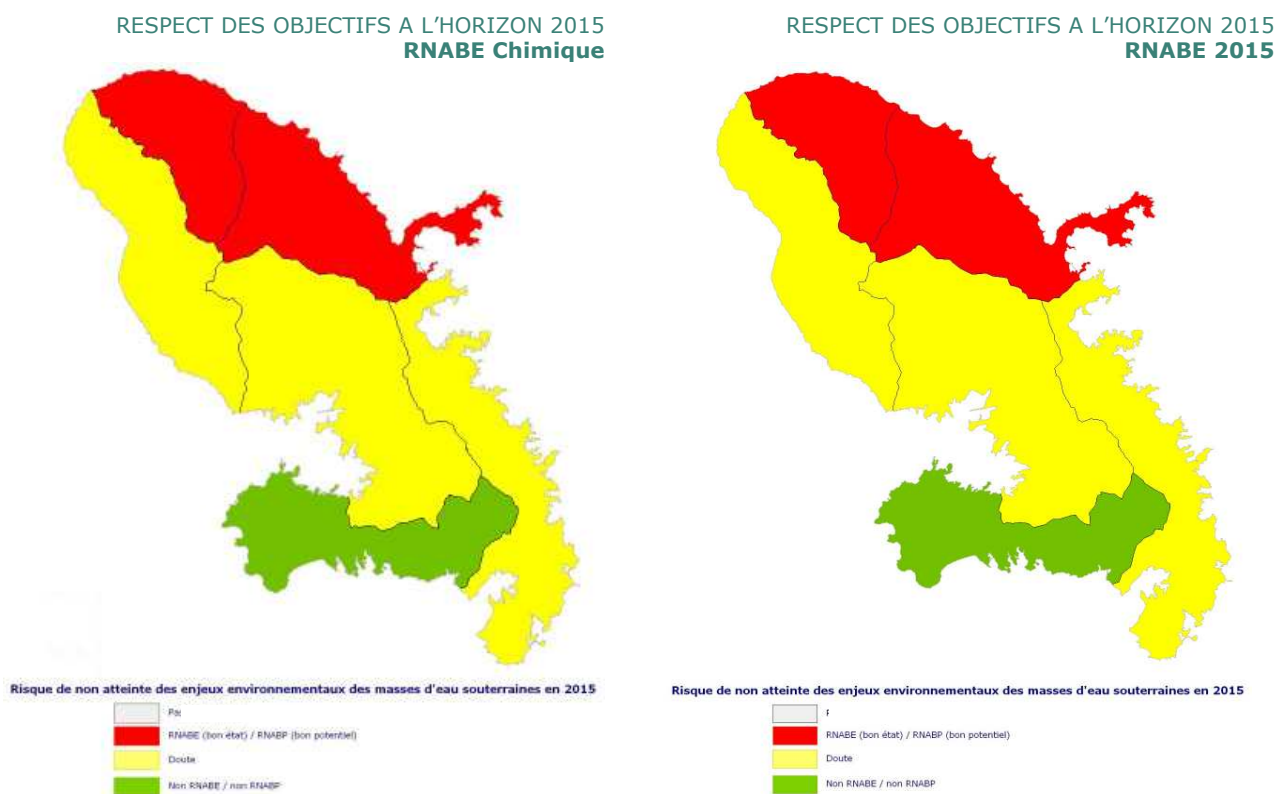 RESPECT DES OBJECTIFS A L'HORIZON 2015
RNABE Chimique
Risque de non atteinte des enjeux environnementaux des masses d'eau souterraines en 2015
RNABE (bon état) / RNABP (bon potentiel)
Doute
Non RNABE / non RNABP
RESPECT DES OBJECTIFS A L'HORIZON 2015
RNABE 2015
Risque de non atteinte des enjeux environnementaux des masses d'eau souterraines en 2015
RNABE (bon état) / RNABP (bon potentiel)
Doute
Non RNABE / non RNABP